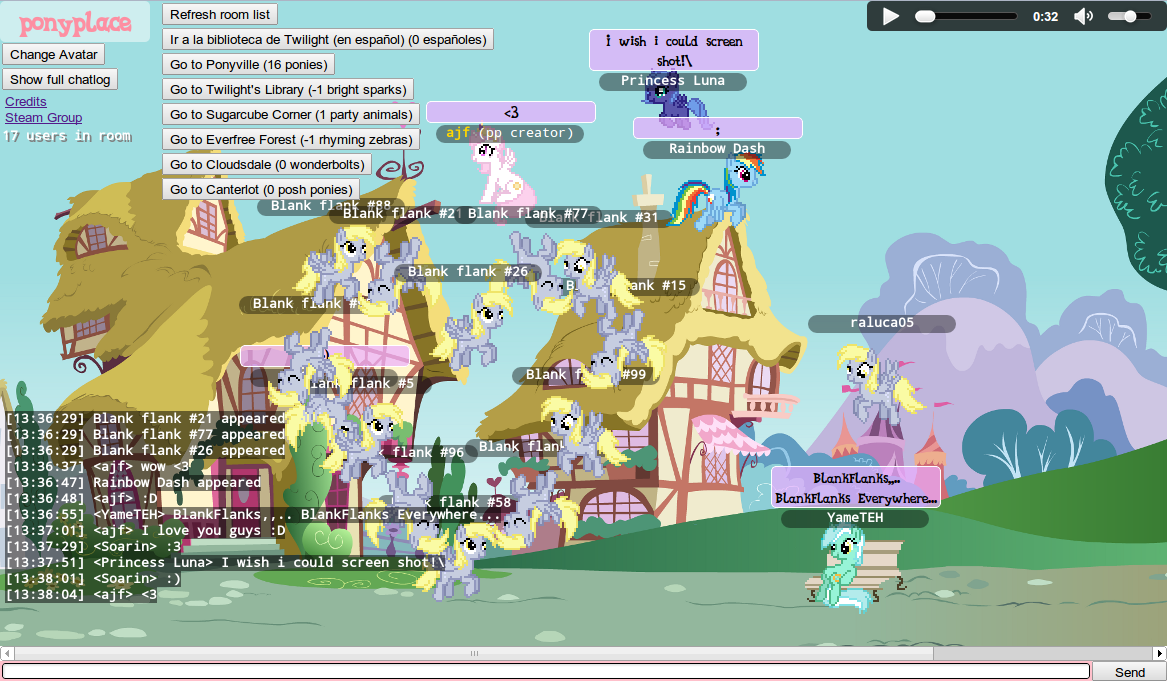 ponyplace
Change Avatar
Show full chatlog
Credits
Steam Group
17 users in room
Refresh room list
Ir a la biblioteca de Twilight (en español) (0 españoles)
Go to Ponyville (16 ponies)
Go to Twilight's Library (-1 bright sparks)
Go to Sugarcube Corner (1 party animals)
Go to Everfree Forest (-1 rhyming zebras)
Go to Cloudsdale (0 wonderbolts)
Go to Canterlot (0 posh ponies)
0:32
i wish i could screen
shot!\
Princess Luna
<3
ajf (pp creator)
;
Rainbow Dash
Blank flank #88
Blank flank #21
Blank flank #77
Blank flank #31
Blank flank #26
ank #15
Blank flank #
raluca05
lank flank #5
Blank f
#99
flank #96
Blank flan
k flank #58
BlankFlanks,,..
BlankFlanks Everywhere...
YameTEH
[13:36:29] Blank flank #21 appeared
[13:36:29] Blank flank #77 appeared
[13:36:29] Blank flank #26 appeared
[13:36:37] <ajf> wow <3
[13:36:47] Rainbow Dash appeared
[13:36:48] <ajf> :D
[13:36:55] <YameTEH> BlankFlanks,,.. BlankFlanks Everywhere...
[13:37:01] <ajf> I love you guys :D
[13:37:29] <Soarin> :3
[13:37:51] <Princess Luna> I wish i could screen shot!\
[13:38:01] <Soarin> :)
[13:38:04] <ajf> <3
Send